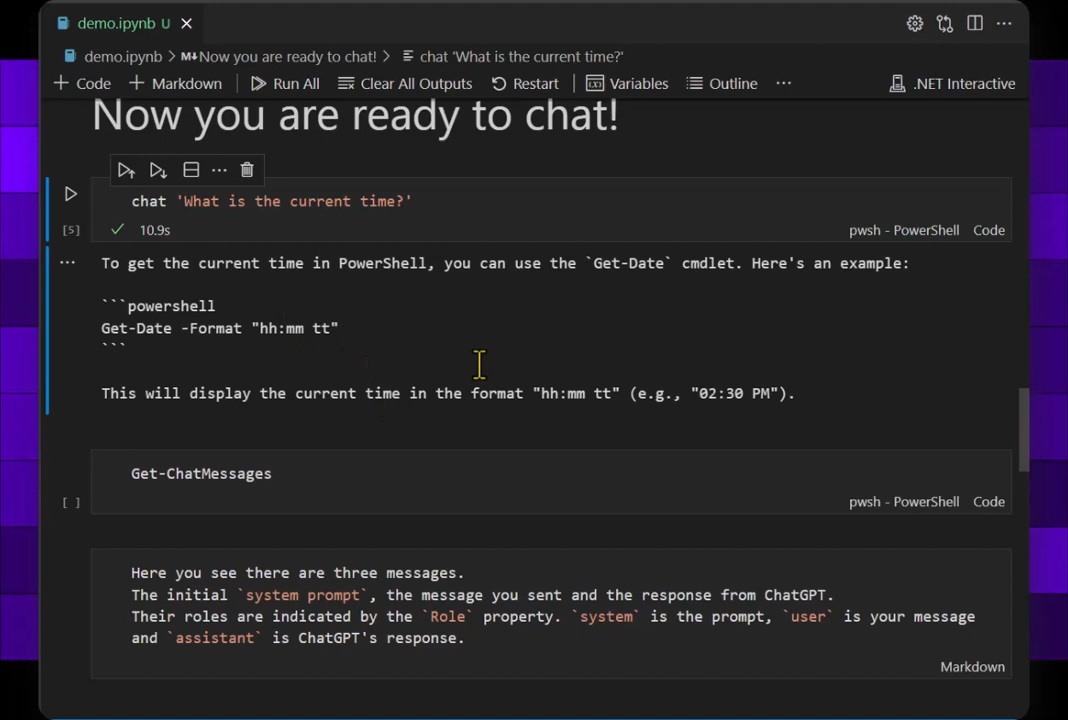 demo.ipynb U
demo.ipynb > M↓Now you are ready to chat! > chat 'What is the current time?'
+ Code + Markdown Run All Clear All Outputs Restart Variables Outline ... .NET Interactive
Now you are ready to chat!
chat 'What is the current time?'
[5] 10.9s pwsh - PowerShell Code
To get the current time in PowerShell, you can use the `Get-Date` cmdlet. Here's an example:
```powershell
Get-Date -Format "hh:mm tt"
```
This will display the current time in the format "hh:mm tt" (e.g., "02:30 PM").
Get-ChatMessages
[ ] pwsh - PowerShell Code
Here you see there are three messages.
The initial `system prompt`, the message you sent and the response from ChatGPT.
Their roles are indicated by the `Role` property. `system` is the prompt, `user` is your message
and `assistant` is ChatGPT's response.
Markdown